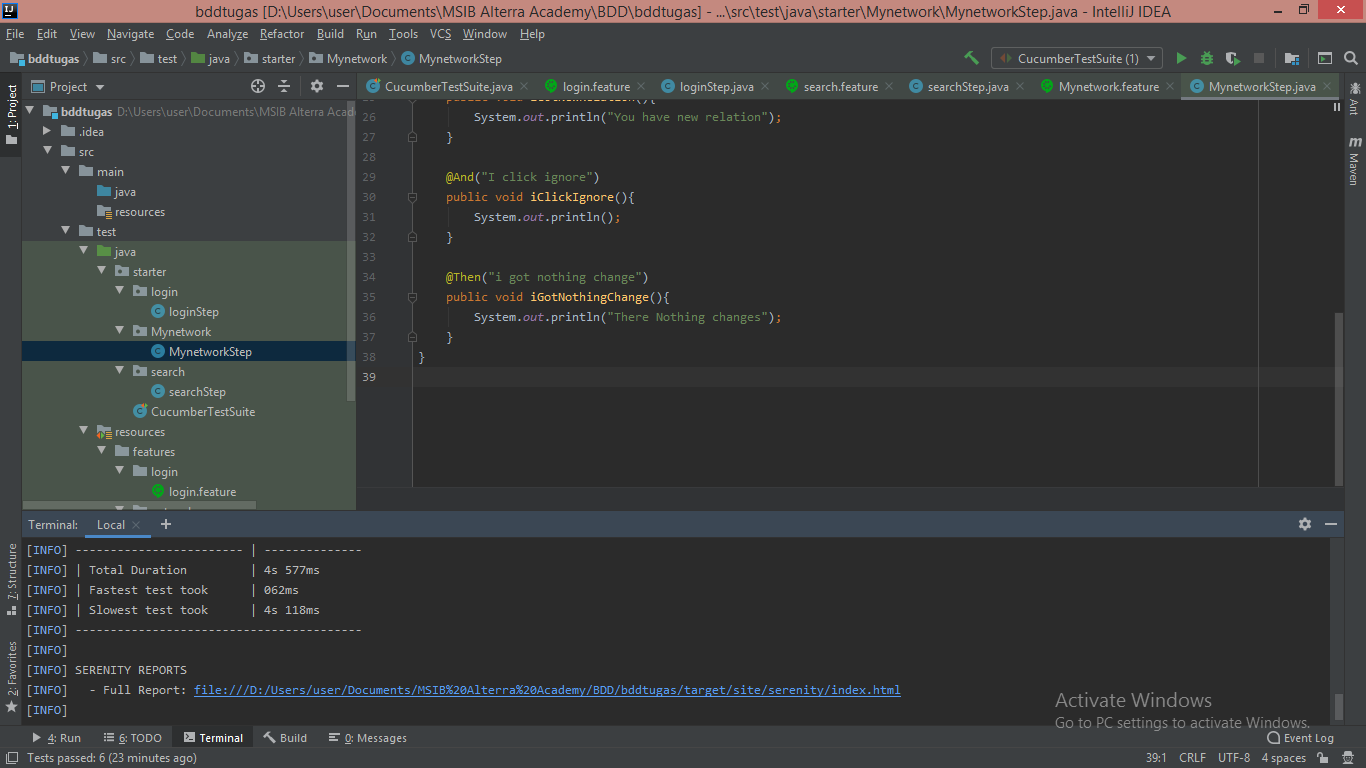 bddtugas [D:\Users\user\Documents\MSIB Alterra Academy\BDD\bddtugas] - ...\src\test\java\starter\Mynetwork\MynetworkStep.java - IntelliJ IDEA
File Edit View Navigate Code Analyze Refactor Build Run Tools VCS Window Help
bddtugas src test java starter Mynetwork MynetworkStep CucumberTestSuite (1)
Project CucumberTestSuite.java login.feature loginStep.java search.feature searchStep.java Mynetwork.feature MynetworkStep.java
1: Project
bddtugas D:\Users\user\Documents\MSIB Alterra Acad
.idea
src
main
java
resources
test
java
starter
login
loginStep
Mynetwork
MynetworkStep
search
searchStep
CucumberTestSuite
resources
features
login
login.feature
26 System.out.println("You have new relation");
27 }
28
29 @And("I click ignore")
30 public void iClickIgnore(){
31 System.out.println();
32 }
33
34 @Then("i got nothing change")
35 public void iGotNothingChange(){
36 System.out.println("There Nothing changes");
37 }
38 }
39
Ant
m
Maven
Terminal: Local +
[INFO] ------------------------ | --------------
[INFO] | Total Duration | 4s 577ms
[INFO] | Fastest test took | 062ms
[INFO] | Slowest test took | 4s 118ms
[INFO] -----------------------------------------
[INFO]
[INFO] SERENITY REPORTS
[INFO] - Full Report: file:///D:/Users/user/Documents/MSIB%20Alterra%20Academy/BDD/bddtugas/target/site/serenity/index.html
[INFO]
7: Structure
2: Favorites
Activate Windows
Go to PC settings to activate Windows.
4: Run 6: TODO Terminal Build 0: Messages Event Log
Tests passed: 6 (23 minutes ago) 39:1 CRLF UTF-8 4 spaces